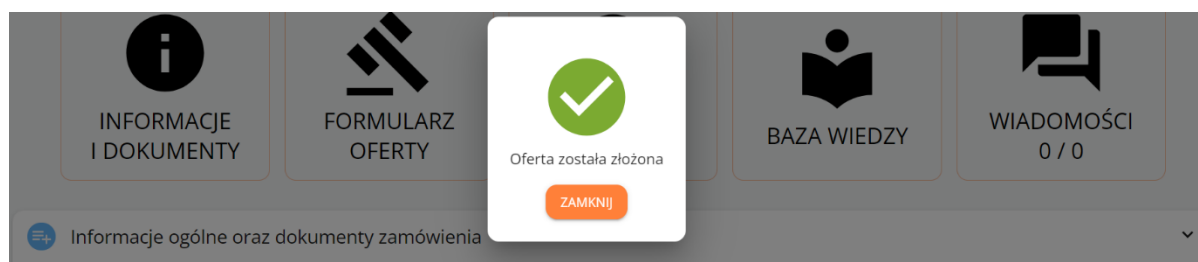 INFORMACJE
I DOKUMENTY
FORMULARZ
OFERTY
Oferta została złożona
ZAMKNIJ
BAZA WIEDZY
WIADOMOŚCI
0 / 0
Informacje ogólne oraz dokumenty zamówienia